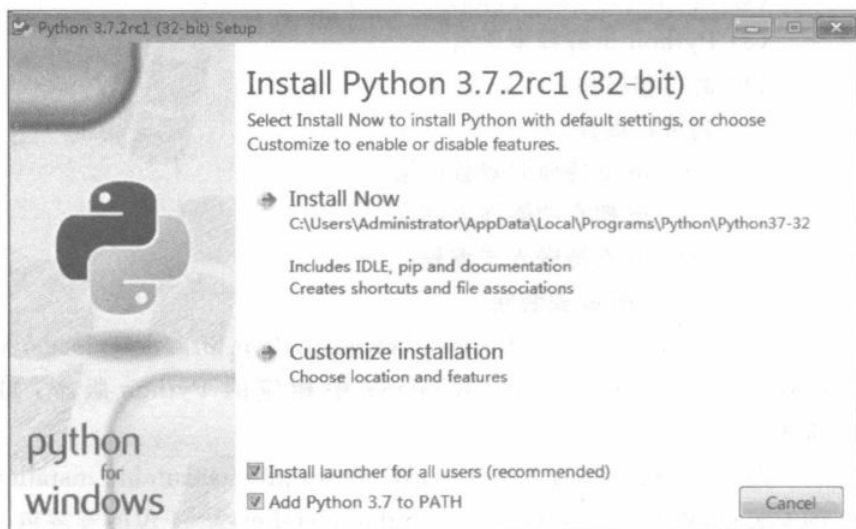 Python 3.7.2rc1 (32-bit) Setup
Install Python 3.7.2rc1 (32-bit)
Select Install Now to install Python with default settings, or choose
Customize to enable or disable features.
Install Now
C:\Users\Administrator\AppData\Local\Programs\Python\Python37-32
Includes IDLE, pip and documentation
Creates shortcuts and file associations
Customize installation
Choose location and features
python
for
windows
Install launcher for all users (recommended)
Add Python 3.7 to PATH
Cancel